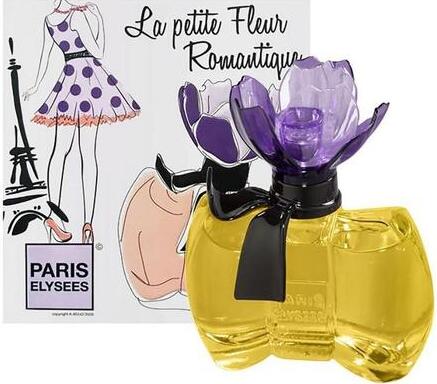 La petite Fleur
Romantique
PARIS
ELYSEES
©
PARIS
ELYSEES